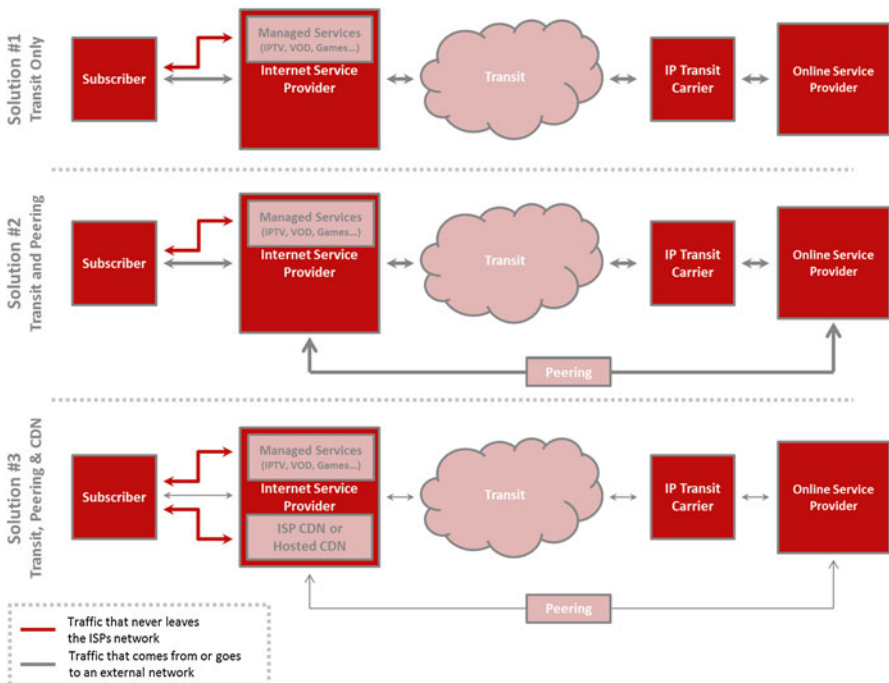 Solution #1
Transit Only
Subscriber
Managed Services
(IPTV, VOD, Games...)
Internet Service
Provider
Transit
IP Transit
Carrier
Online Service
Provider
Solution #2
Transit and Peering
Subscriber
Managed Services
(IPTV, VOD, Games...)
Internet Service
Provider
Transit
IP Transit
Carrier
Online Service
Provider
Peering
Solution #3
Transit, Peering & CDN
Subscriber
Managed Services
(IPTV, VOD, Games...)
Internet Service
Provider
ISP CDN or
Hosted CDN
Transit
IP Transit
Carrier
Online Service
Provider
Peering
Traffic that never leaves
the ISPs network
Traffic that comes from or goes
to an external network